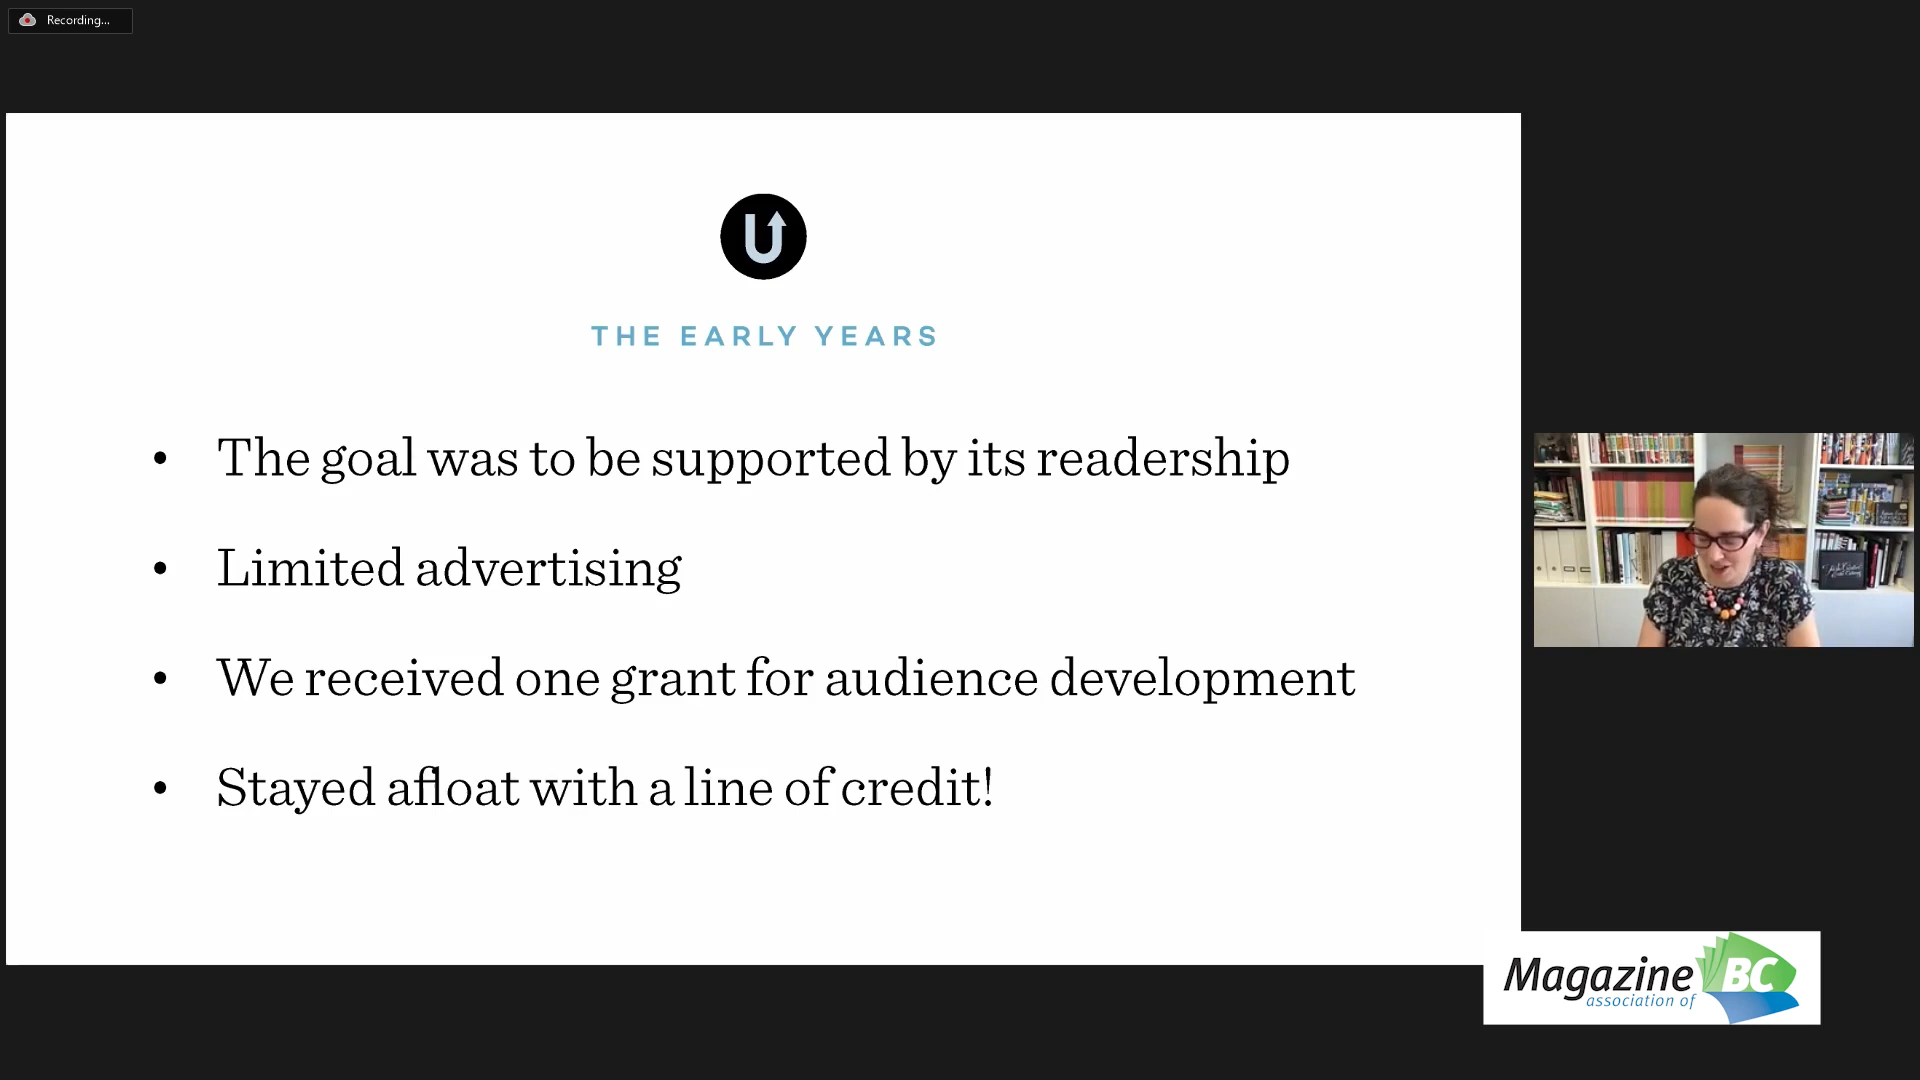 Recording...
U
THE EARLY YEARS
• The goal was to be supported by its readership
• Limited advertising
• We received one grant for audience development
• Stayed afloat with a line of credit!
Magazine BC
association of